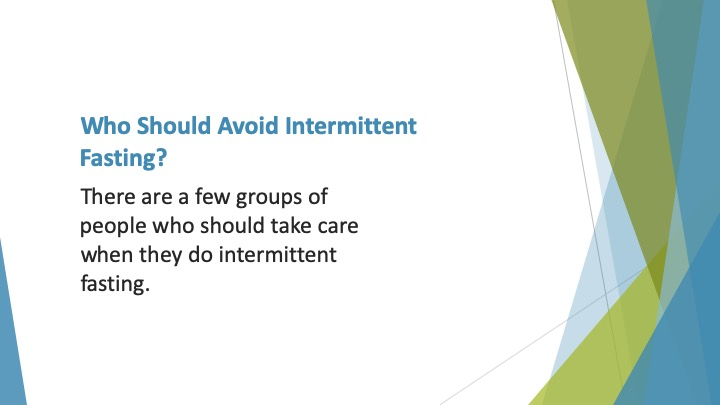 Who Should Avoid Intermittent
Fasting?
There are a few groups of
people who should take care
when they do intermittent
fasting.